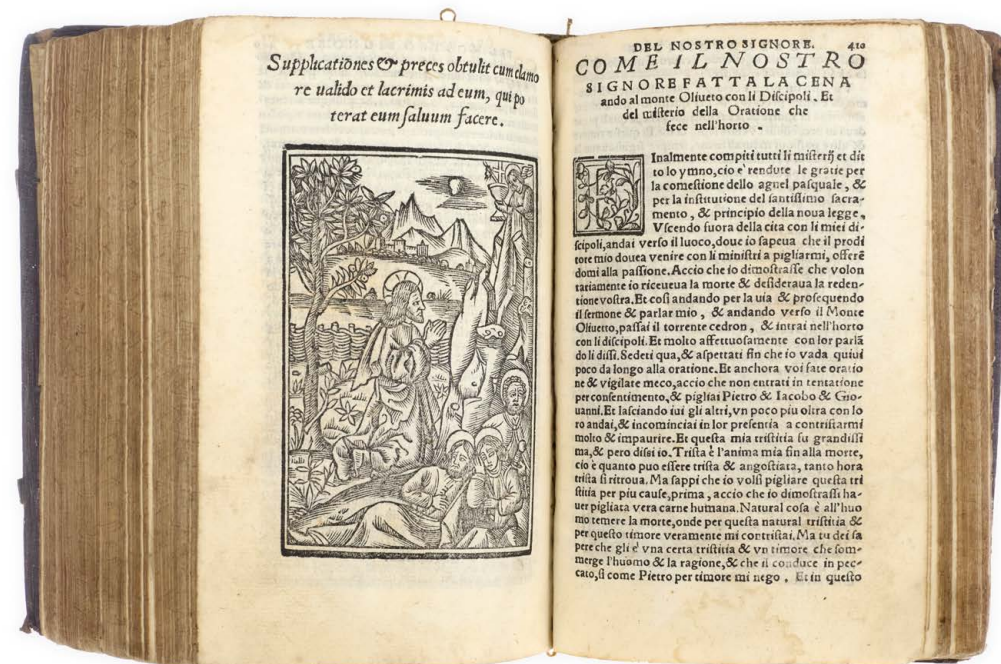 Supplicatiōnes & preces obtulit cum clamo
re ualido et lacrimis ad eum, qui po
terat eum ſaluum facere.
DEL NOSTRO SIGNORE. 410
COME IL NOSTRO
SIGNORE FATTA LA CENA
ando al monte Oliueto con li Diſcipoli. Et
del miſterio della Oratione che
fece nell'horto.
FInalmente compiti tutti li miſterij et dit
to lo ymno, cio e' rendute le gratie per
la comeſtione dello agnel paſquale, &
per la inſtitutione del ſantiſſimo ſacra-
mento, & principio della noua legge,
Vſcendo fuora della cita con li miei di-
ſcipoli, andai verſo il luoco, doue io ſapeua che il prodi
tore mio douea venire con li miniſtri a pigliarmi, offerē
domi alla paſſione. Accio che io dimoſtraſſe che volon
tariamente io riceueua la morte & deſideraua la reden-
tione voſtra. Et coſi andando per la uia & proſequendo
il ſermone & parlar mio, & andando verſo il Monte
Oliuetto, paſſai il torrente cedron, & intrai nell'horto
con li diſcipoli. Et molto affettuoſamente con lor parlā
do li diſſi. Sedeti qua, & aſpettati fin che io vada quiui
poco da longo alla oratione. Et anchora voi fate oratio
ne & vigilate meco, accio che non entrati in tentatione
per conſentimento, & pigliai Pietro & Iacobo & Gio-
uanni. Et laſciando iui gli altri, vn poco piu oltra con lo
ro andai, & incominciai in lor preſentia a contriſtarmi
molto & impaurire. Et queſta mia triſtitia fu grandiſſi
ma, & pero diſſi io. Triſta è l'anima mia fin alla morte,
cio è quanto puo eſſere triſta & angoſtiata, tanto hora
triſta ſi ritroua. Ma ſappi che io volſi pigliare queſta tri
ſtitia per piu cauſe, prima, accio che io dimoſtraſſi ha-
uer pigliata vera carne humana. Natural coſa è all'huo
mo temere la morte, onde per queſta natural triſtitia &
per queſto timore veramente mi contriſtai. Ma tu dei ſa
pere che gli e' vna certa triſtitia & vn timore che ſom-
merge l'huomo & la ragione, & che il conduce in pec-
cato, ſi come Pietro per timore mi nego. Et in queſto